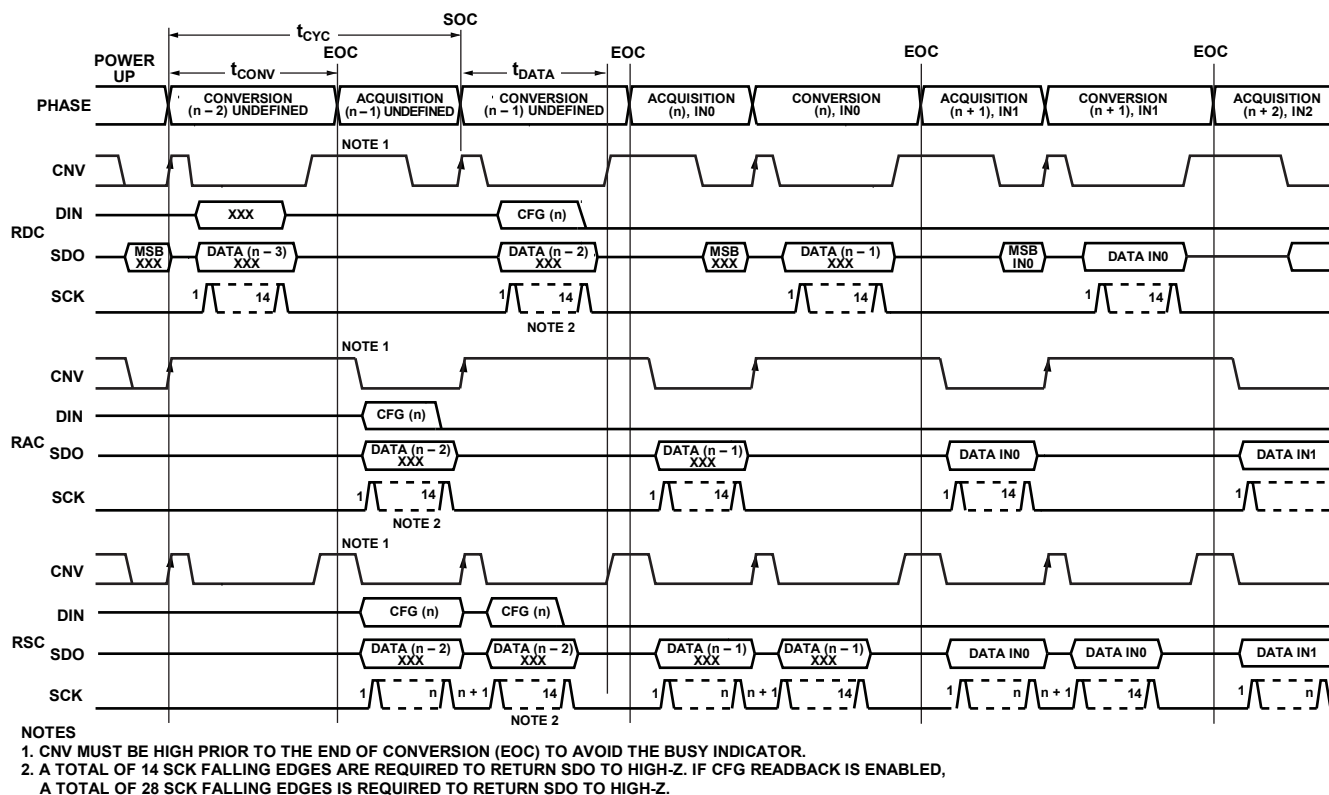 SOC
tCYC
EOC EOC EOC
POWER
UP
tCONV tDATA
PHASE
CONVERSION
(n – 2) UNDEFINED
ACQUISITION
(n – 1) UNDEFINED
CONVERSION
(n – 1) UNDEFINED
ACQUISITION
(n), IN0
CONVERSION
(n), IN0
ACQUISITION
(n + 1), IN1
CONVERSION
(n + 1), IN1
ACQUISITION
(n + 2), IN2
NOTE 1
CNV
RDC
DIN XXX CFG (n)
SDO
MSB
XXX
DATA (n – 3)
XXX
DATA (n – 2)
XXX
MSB
XXX
DATA (n – 1)
XXX
MSB
IN0
DATA IN0
SCK 1 14 1 14 1 14 1 14
NOTE 2
NOTE 1
CNV
DIN CFG (n)
RAC
SDO
DATA (n – 2)
XXX
DATA (n – 1)
XXX
DATA IN0 DATA IN1
SCK 1 14 1 14 1 14 1
NOTE 2
NOTE 1
CNV
DIN CFG (n) CFG (n)
RSC
SDO
DATA (n – 2)
XXX
DATA (n – 2)
XXX
DATA (n – 1)
XXX
DATA (n – 1)
XXX
DATA IN0 DATA IN0 DATA IN1
SCK 1 n n + 1 14 1 n n + 1 14 1 n n + 1 14 1 n
NOTE 2
NOTES
1. CNV MUST BE HIGH PRIOR TO THE END OF CONVERSION (EOC) TO AVOID THE BUSY INDICATOR.
2. A TOTAL OF 14 SCK FALLING EDGES ARE REQUIRED TO RETURN SDO TO HIGH-Z. IF CFG READBACK IS ENABLED,
A TOTAL OF 28 SCK FALLING EDGES IS REQUIRED TO RETURN SDO TO HIGH-Z.